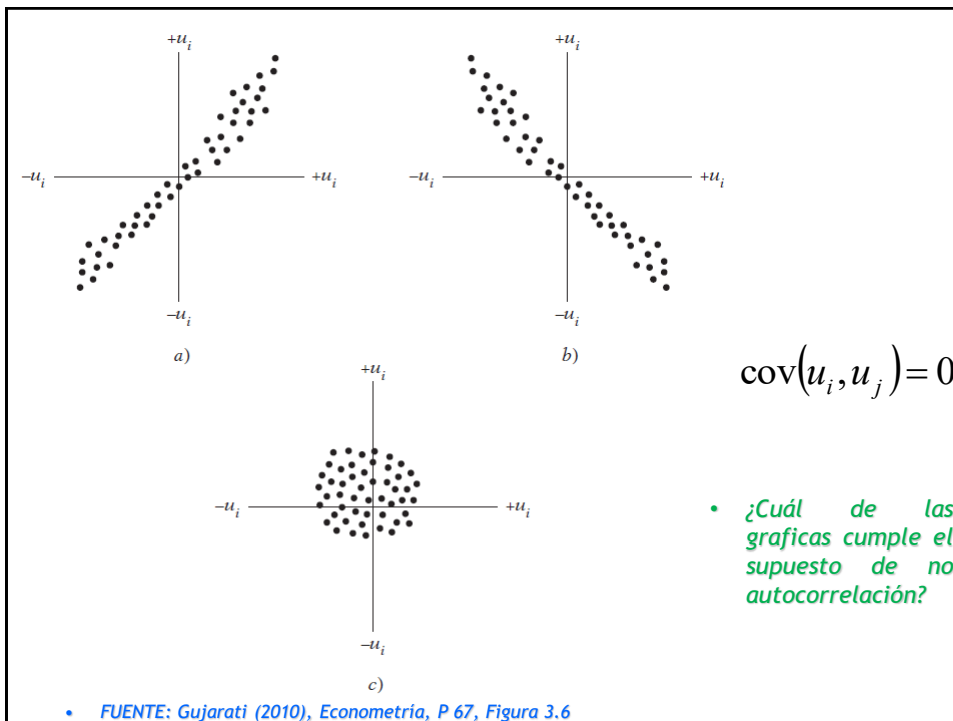 +u_i
+u_i
−u_i
+u_i
−u_i
+u_i
−u_i
−u_i
a)
b)
+u_i
cov(u_i, u_j) = 0
−u_i
+u_i
−u_i
c)
• ¿Cuál de las
graficas cumple el
supuesto de no
autocorrelación?
• FUENTE: Gujarati (2010), Econometría, P 67, Figura 3.6